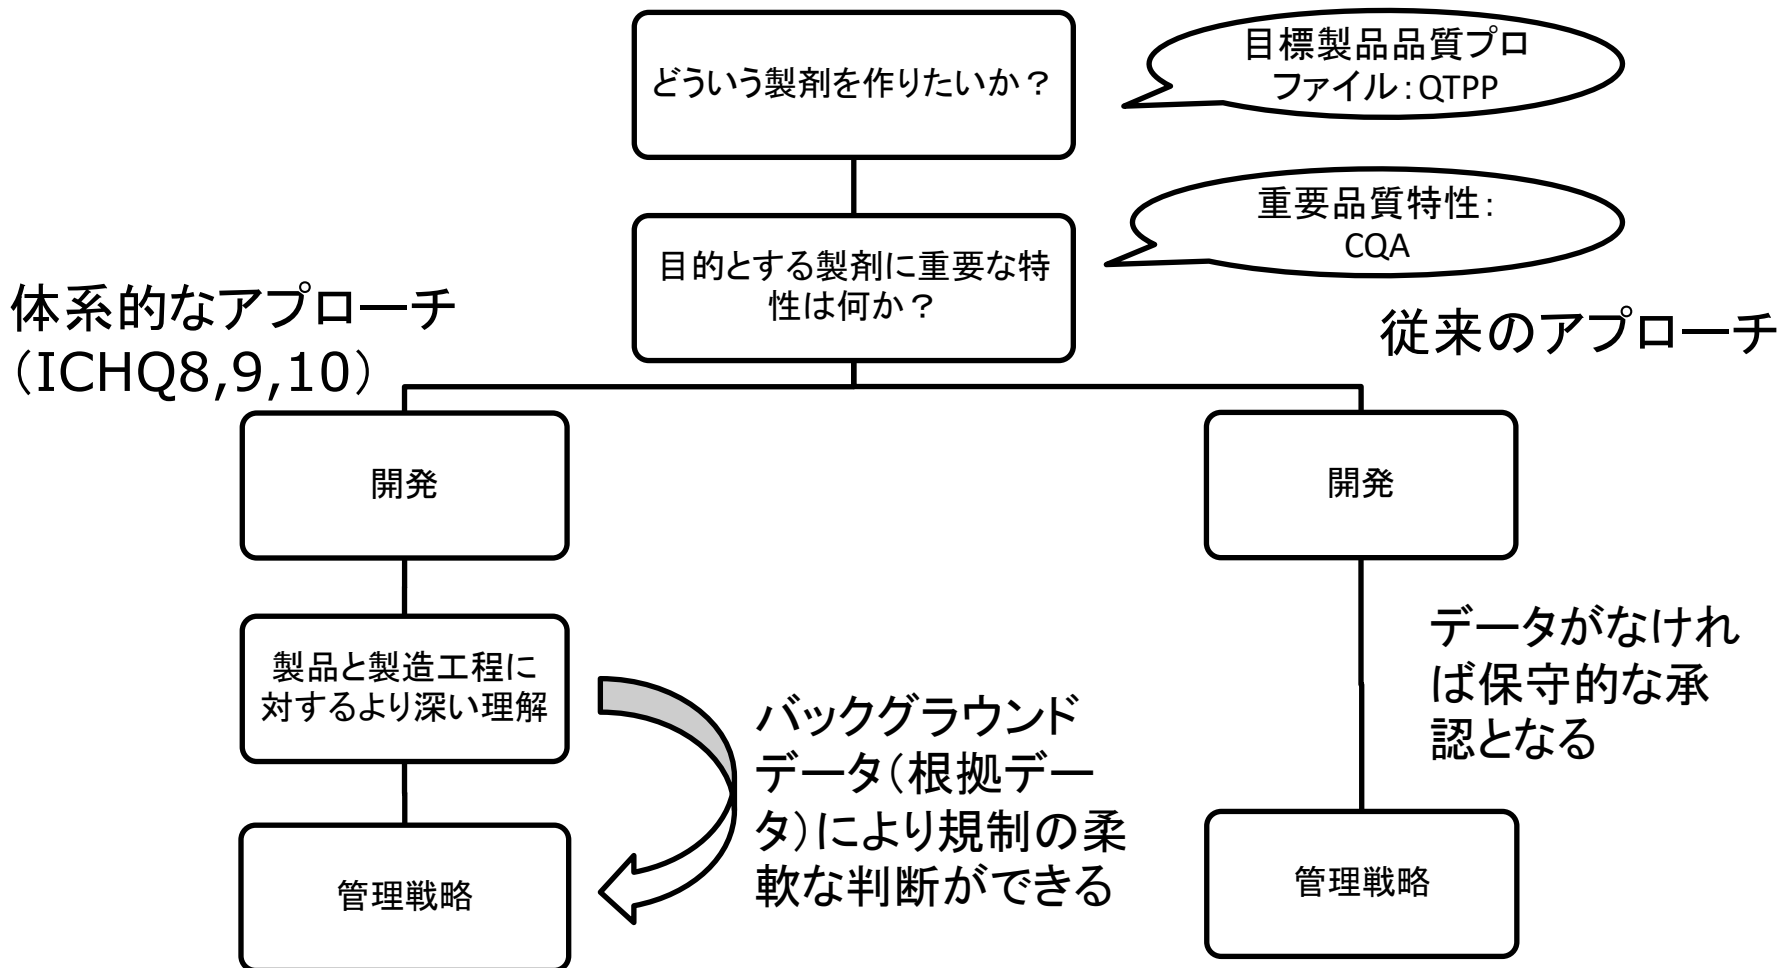 どういう製剤を作りたいか？
目標製品品質プロ
ファイル：QTPP
目的とする製剤に重要な特
性は何か？
重要品質特性：
CQA
体系的なアプローチ
（ICHQ8,9,10）
従来のアプローチ
開発
開発
製品と製造工程に
対するより深い理解
バックグラウンド
データ（根拠デー
タ）により規制の柔
軟な判断ができる
データがなけれ
ば保守的な承
認となる
管理戦略
管理戦略